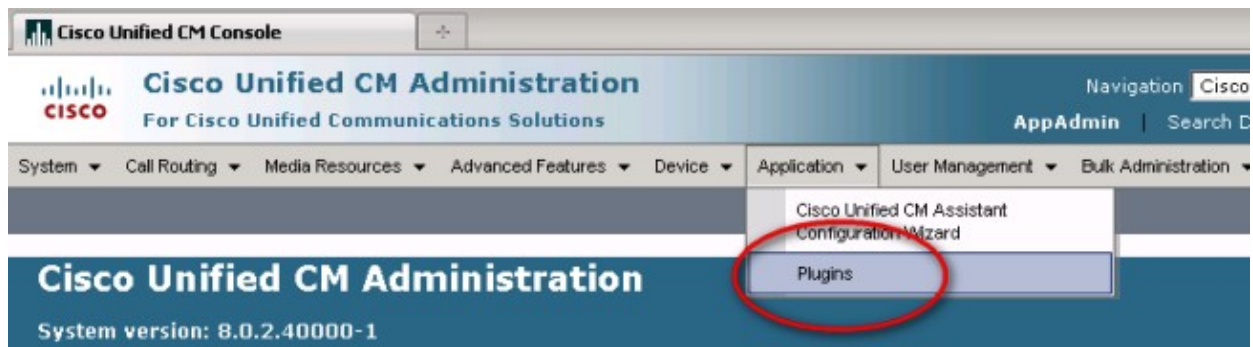 Cisco Unified CM Console
CISCO
Cisco Unified CM Administration
For Cisco Unified Communications Solutions
Navigation Cisco
AppAdmin | Search D
System Call Routing Media Resources Advanced Features Device Application User Management Bulk Administration
Cisco Unified CM Assistant
Configuration Wizard
Plugins
Cisco Unified CM Administration
System version: 8.0.2.40000-1